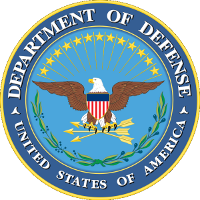 DEPARTMENT OF DEFENSE
UNITED STATES OF AMERICA